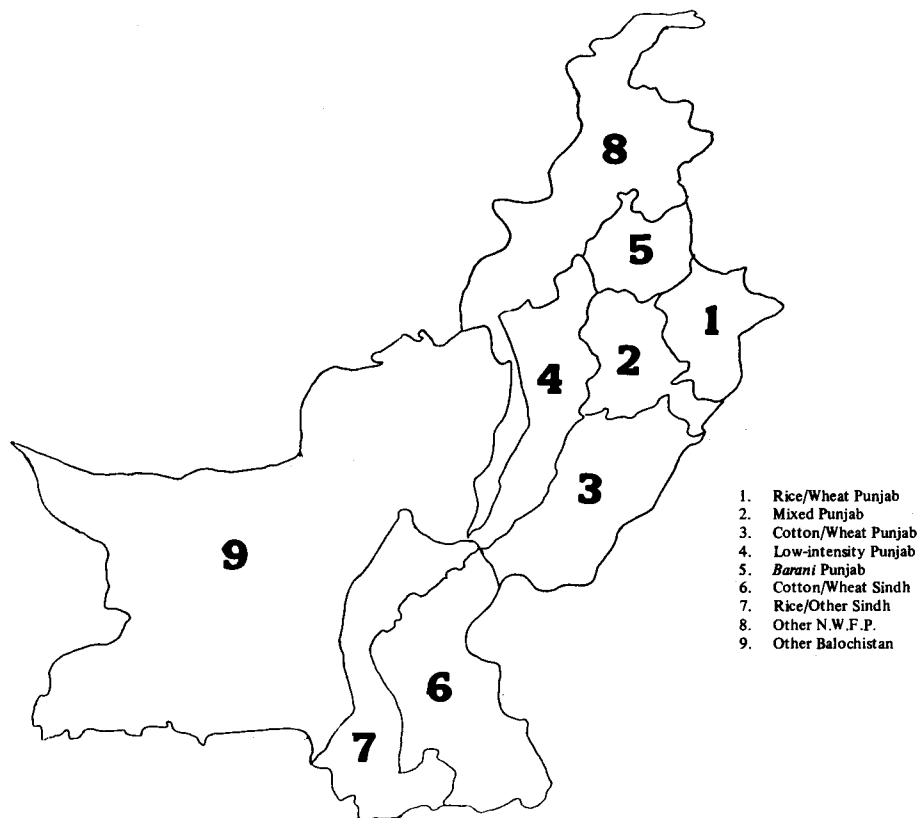 8
5
1
2
4
3
9
6
7
1. Rice/Wheat Punjab
2. Mixed Punjab
3. Cotton/Wheat Punjab
4. Low-intensity Punjab
5. Barani Punjab
6. Cotton/Wheat Sindh
7. Rice/Other Sindh
8. Other N.W.F.P.
9. Other Balochistan